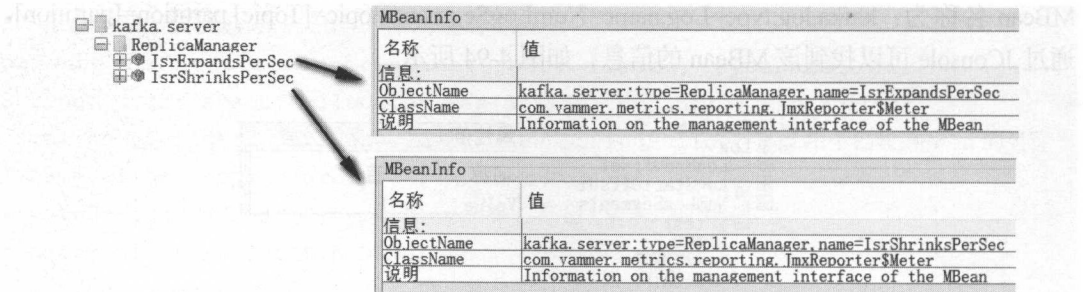 kafka.server
ReplicaManager
IsrExpandsPerSec
IsrShrinksPerSec
MBeanInfo
名称 值
信息:
ObjectName kafka.server:type=ReplicaManager,name=IsrExpandsPerSec
ClassName com.yammer.metrics.reporting.JmxReporter$Meter
说明 Information on the management interface of the MBean
MBeanInfo
名称 值
信息:
ObjectName kafka.server:type=ReplicaManager,name=IsrShrinksPerSec
ClassName com.yammer.metrics.reporting.JmxReporter$Meter
说明 Information on the management interface of the MBean